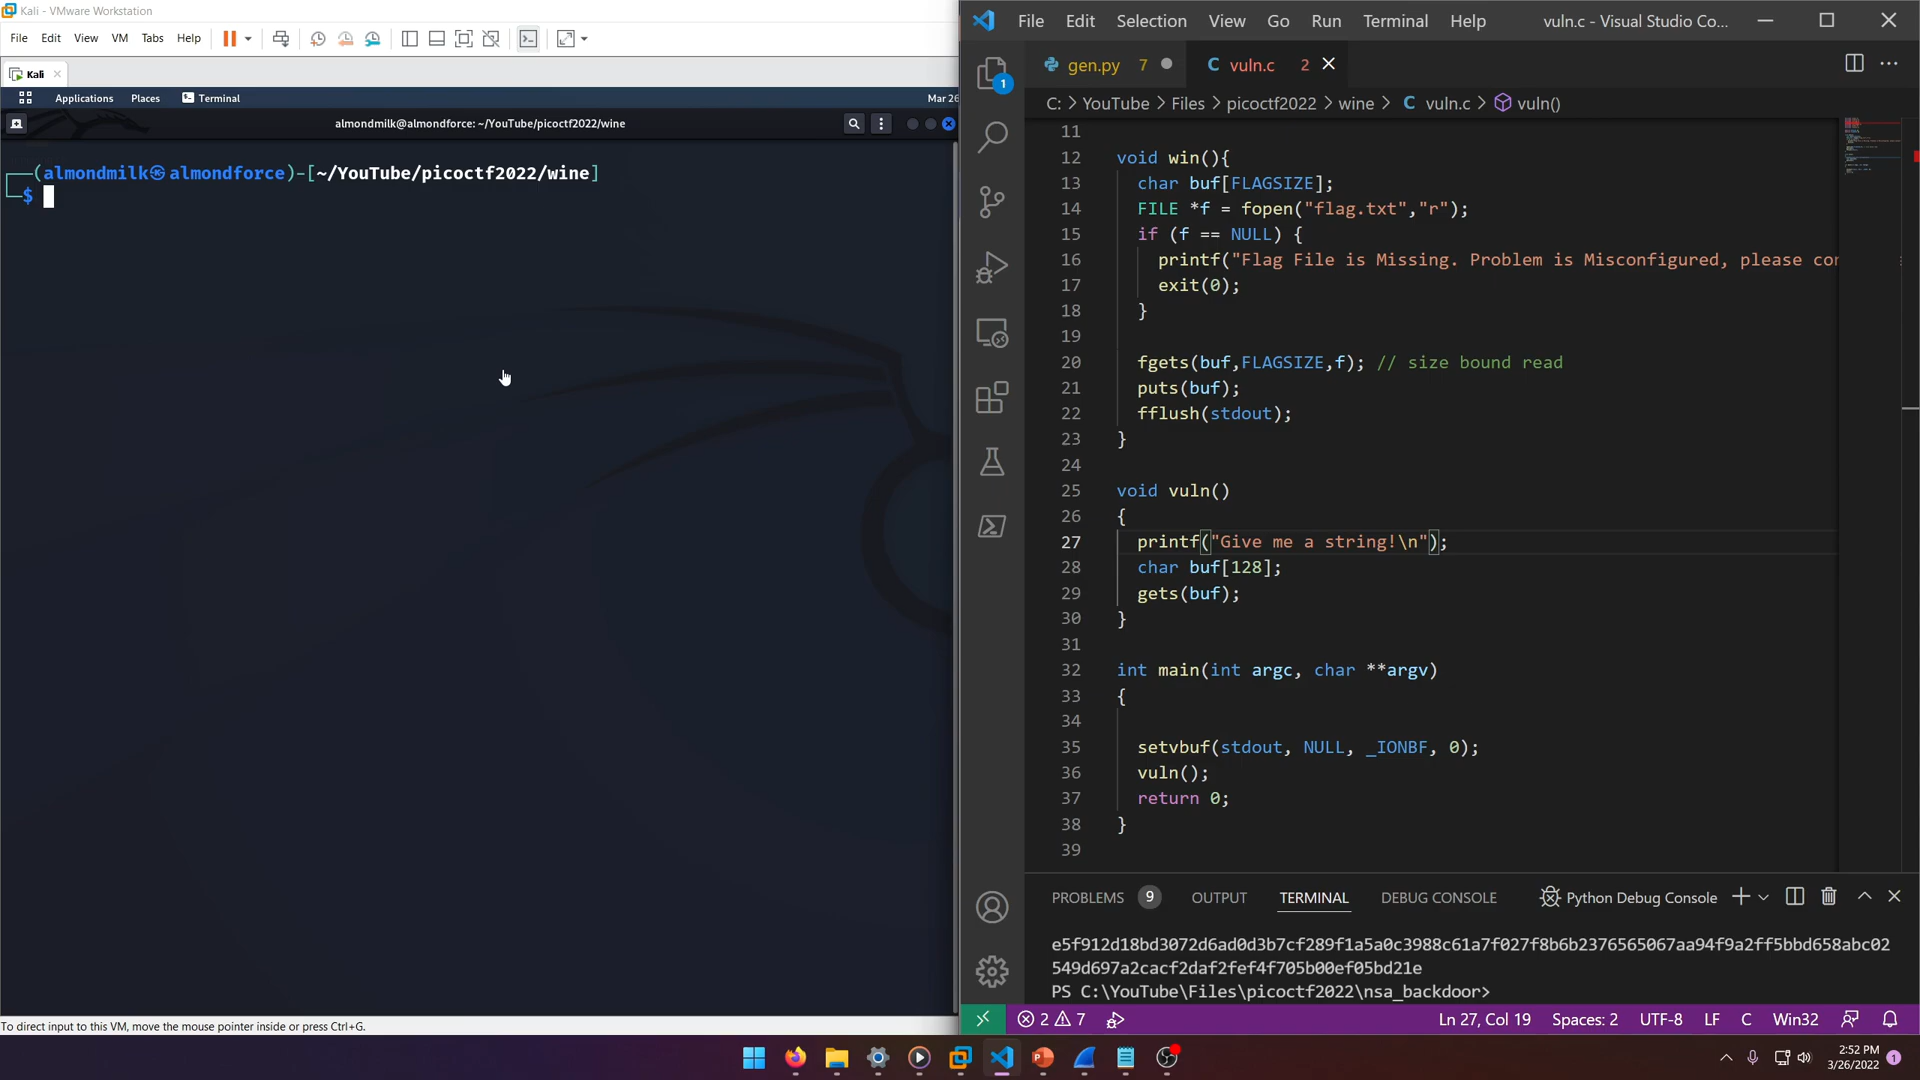 Kali - VMware Workstation
File Edit View VM Tabs Help
Kali
Applications Places Terminal Mar 26
almondmilk@almondforce: ~/YouTube/picoctf2022/wine
┌──(almondmilk㉿almondforce)-[~/YouTube/picoctf2022/wine]
└─$
To direct input to this VM, move the mouse pointer inside or press Ctrl+G.
File Edit Selection View Go Run Terminal Help vuln.c - Visual Studio Co...
gen.py 7 vuln.c 2
C: > YouTube > Files > picoctf2022 > wine > C vuln.c > vuln()
1
11
12 void win(){
13 char buf[FLAGSIZE];
14 FILE *f = fopen("flag.txt","r");
15 if (f == NULL) {
16 printf("Flag File is Missing. Problem is Misconfigured, please con
17 exit(0);
18 }
19
20 fgets(buf,FLAGSIZE,f); // size bound read
21 puts(buf);
22 fflush(stdout);
23 }
24
25 void vuln()
26 {
27 printf("Give me a string!\n");
28 char buf[128];
29 gets(buf);
30 }
31
32 int main(int argc, char **argv)
33 {
34
35 setvbuf(stdout, NULL, _IONBF, 0);
36 vuln();
37 return 0;
38 }
39
PROBLEMS 9 OUTPUT TERMINAL DEBUG CONSOLE Python Debug Console
e5f912d18bd3072d6ad0d3b7cf289f1a5a0c3988c61a7f027f8b6b2376565067aa94f9a2ff5bbd658abc02
549d697a2cacf2daf2fef4f705b00ef05bd21e
PS C:\YouTube\Files\picoctf2022\nsa_backdoor>
2 7 Ln 27, Col 19 Spaces: 2 UTF-8 LF C Win32
2:52 PM
3/26/2022 1